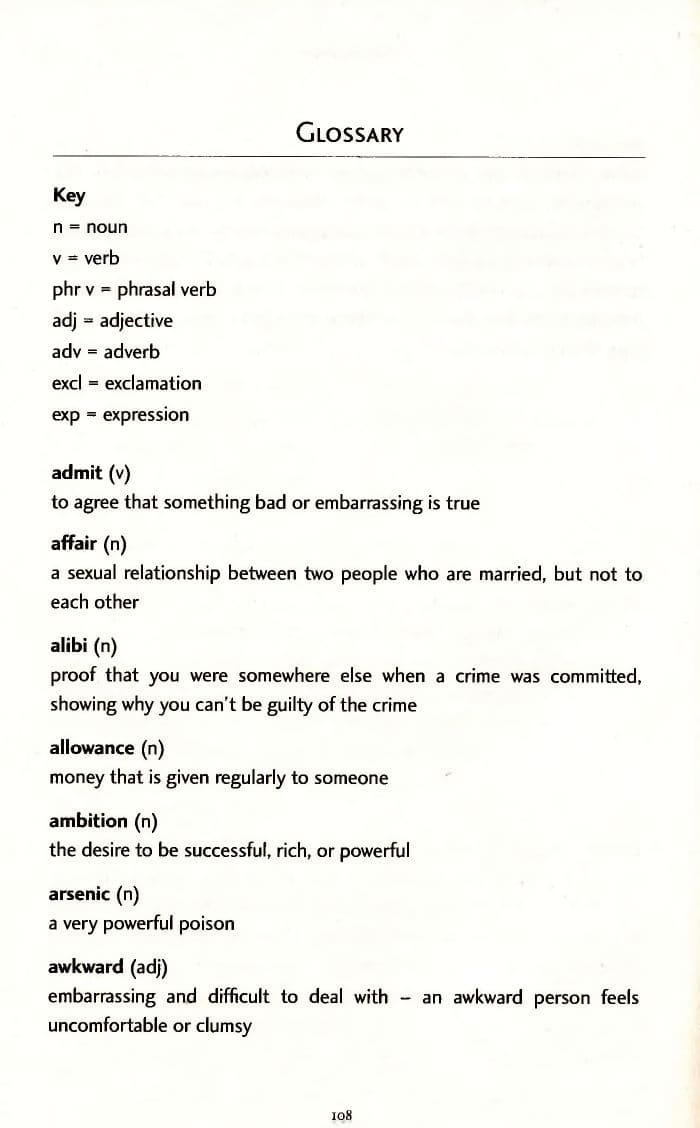 GLOSSARY
Key
n = noun
v = verb
phr v = phrasal verb
adj = adjective
adv = adverb
excl = exclamation
exp = expression
admit (v)
to agree that something bad or embarrassing is true
affair (n)
a sexual relationship between two people who are married, but not to
each other
alibi (n)
proof that you were somewhere else when a crime was committed,
showing why you can't be guilty of the crime
allowance (n)
money that is given regularly to someone
ambition (n)
the desire to be successful, rich, or powerful
arsenic (n)
a very powerful poison
awkward (adj)
embarrassing and difficult to deal with – an awkward person feels
uncomfortable or clumsy
108